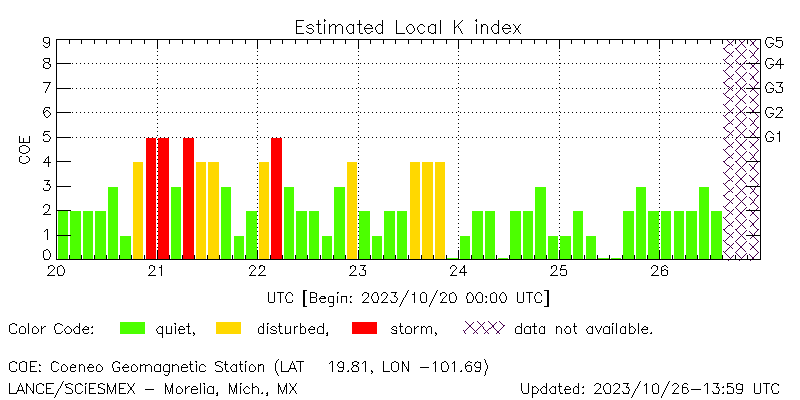 Estimated Local K index
9 G5
8 G4
7 G3
6 G2
5 G1
4
3
2
1
0
COE
20 21 22 23 24 25 26
UTC [Begin: 2023/10/20 00:00 UTC]
Color Code: quiet, disturbed, storm, data not available.
COE: Coeneo Geomagnetic Station (LAT 19.81, LON -101.69)
LANCE/SCiESMEX - Morelia, Mich., MX Updated: 2023/10/26-13:59 UTC